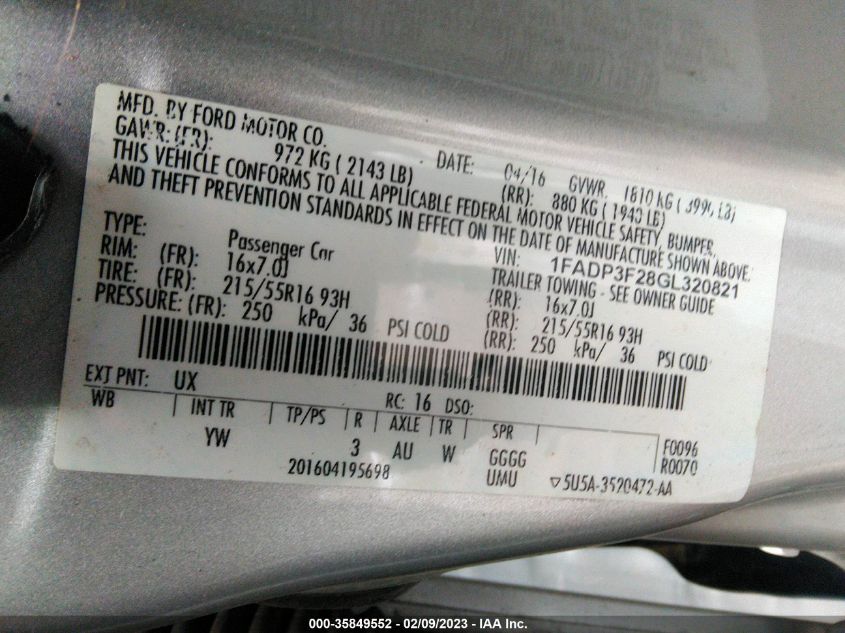 MFD. BY FORD MOTOR CO.
DATE: 04/16 GVWR. 1810 KG ( 3990 LB)
GAWR: (FR): 972 KG ( 2143 LB) (RR): 880 KG ( 1940 LB)
THIS VEHICLE CONFORMS TO ALL APPLICABLE FEDERAL MOTOR VEHICLE SAFETY, BUMPER,
AND THEFT PREVENTION STANDARDS IN EFFECT ON THE DATE OF MANUFACTURE SHOWN ABOVE.
VIN: 1FADP3F28GL320821
TYPE: Passenger Car TRAILER TOWING - SEE OWNER GUIDE
RIM: (FR): 16x7.0J (RR): 16x7.0J
TIRE: (FR): 215/55R16 93H (RR): 215/55R16 93H
PRESSURE: (FR): 250 kPa/ 36 PSI COLD (RR): 250 kPa/ 36 PSI COLD
EXT PNT: UX RC: 16 DSO:
WB INT TR TP/PS R AXLE TR SPR
YW 3 AU W GGGG F0096
UMU R0070
201604195698 ▽5U5A-3520472-AA
000-35849552 — 02/09/2023 — IAA Inc.